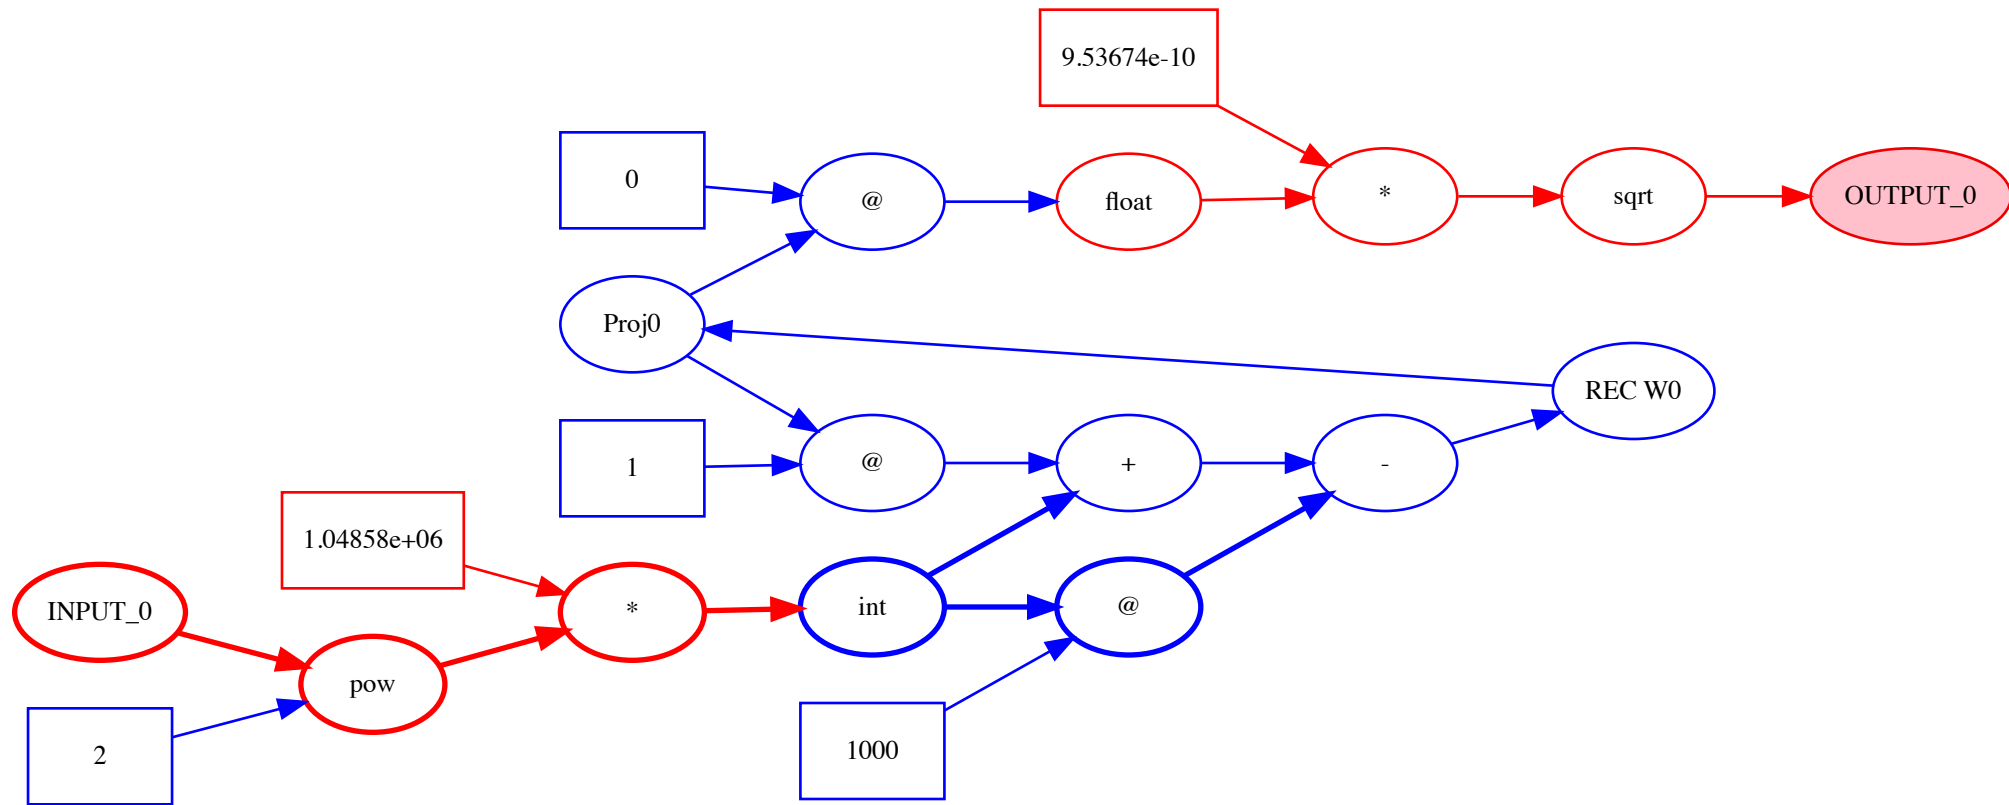 9.53674e-10
0
@
float
*
sqrt
OUTPUT_0
Proj0
REC W0
1
@
+
-
1.04858e+06
INPUT_0
*
int
@
pow
2
1000